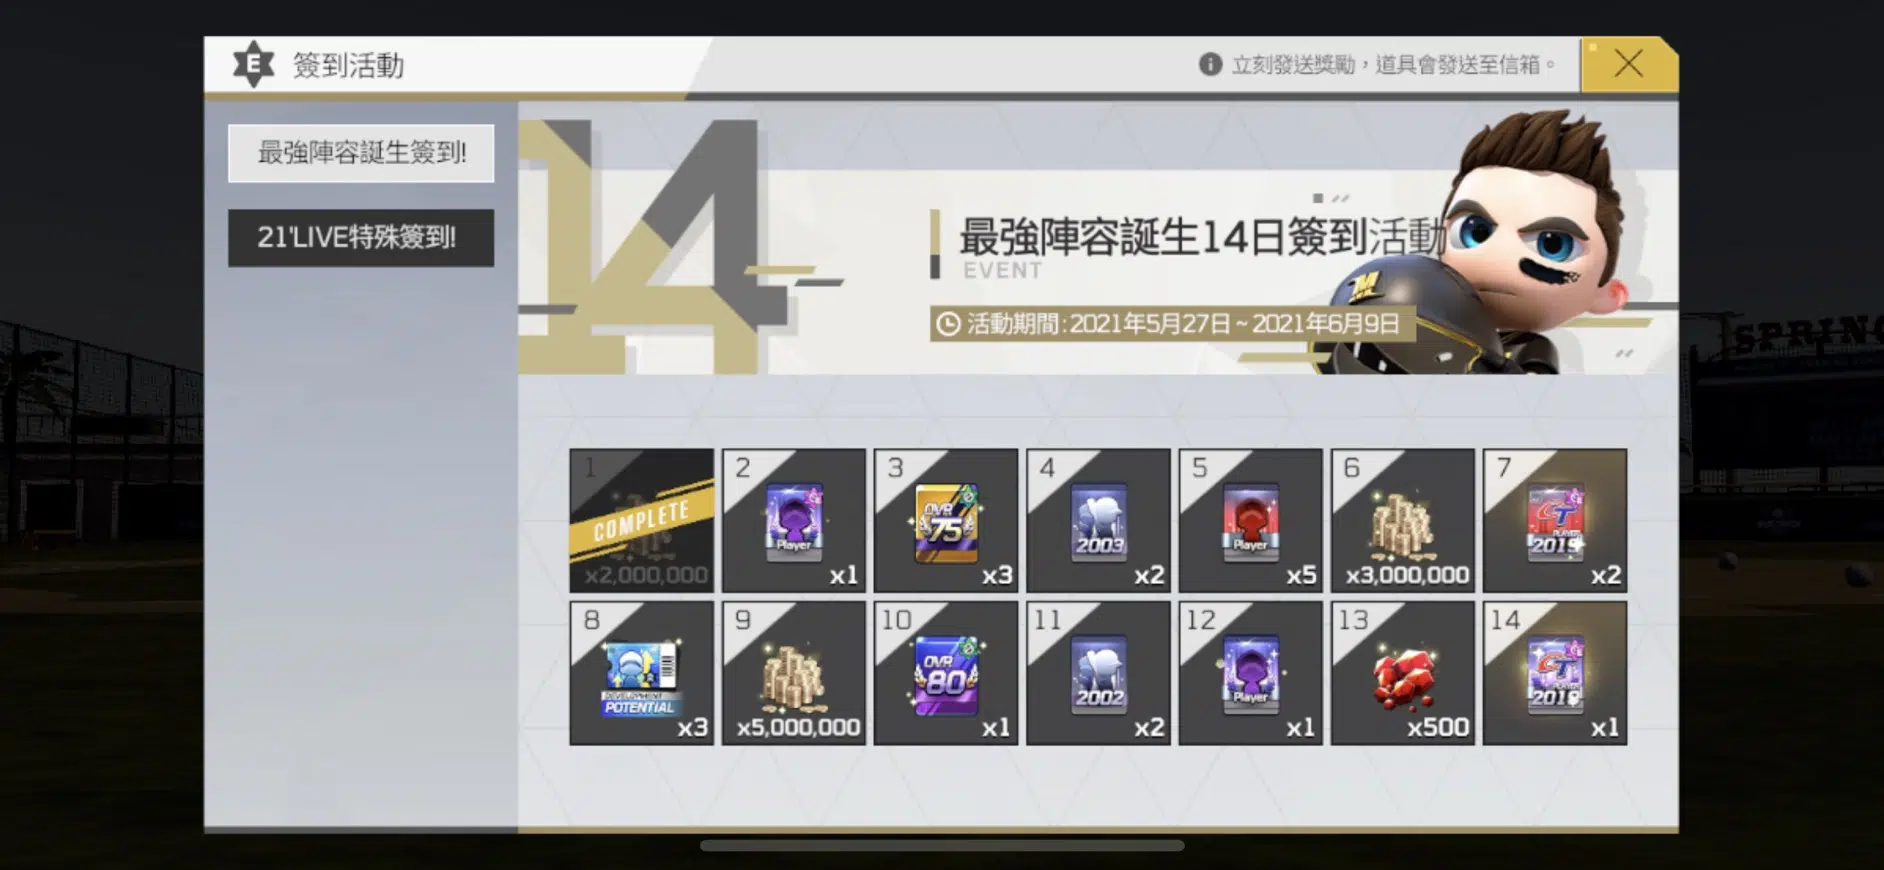 E 簽到活動
立刻發送獎勵，道具會發送至信箱。
最強陣容誕生簽到!
21'LIVE特殊簽到!
14
最強陣容誕生14日簽到活動
EVENT
活動期間:2021年5月27日~2021年6月9日
M
SPRING
1
COMPLETE
x2,000,000
2
Player
x1
3
OVR
75
x3
4
2003
x2
5
Player
x5
6
x3,000,000
7
CT
PLAYER
2019
x2
8
DEVELOPMENT
POTENTIAL
x3
9
x5,000,000
10
OVR
80
x1
11
2002
x2
12
Player
x1
13
x500
14
CT
PLAYER
2018
x1